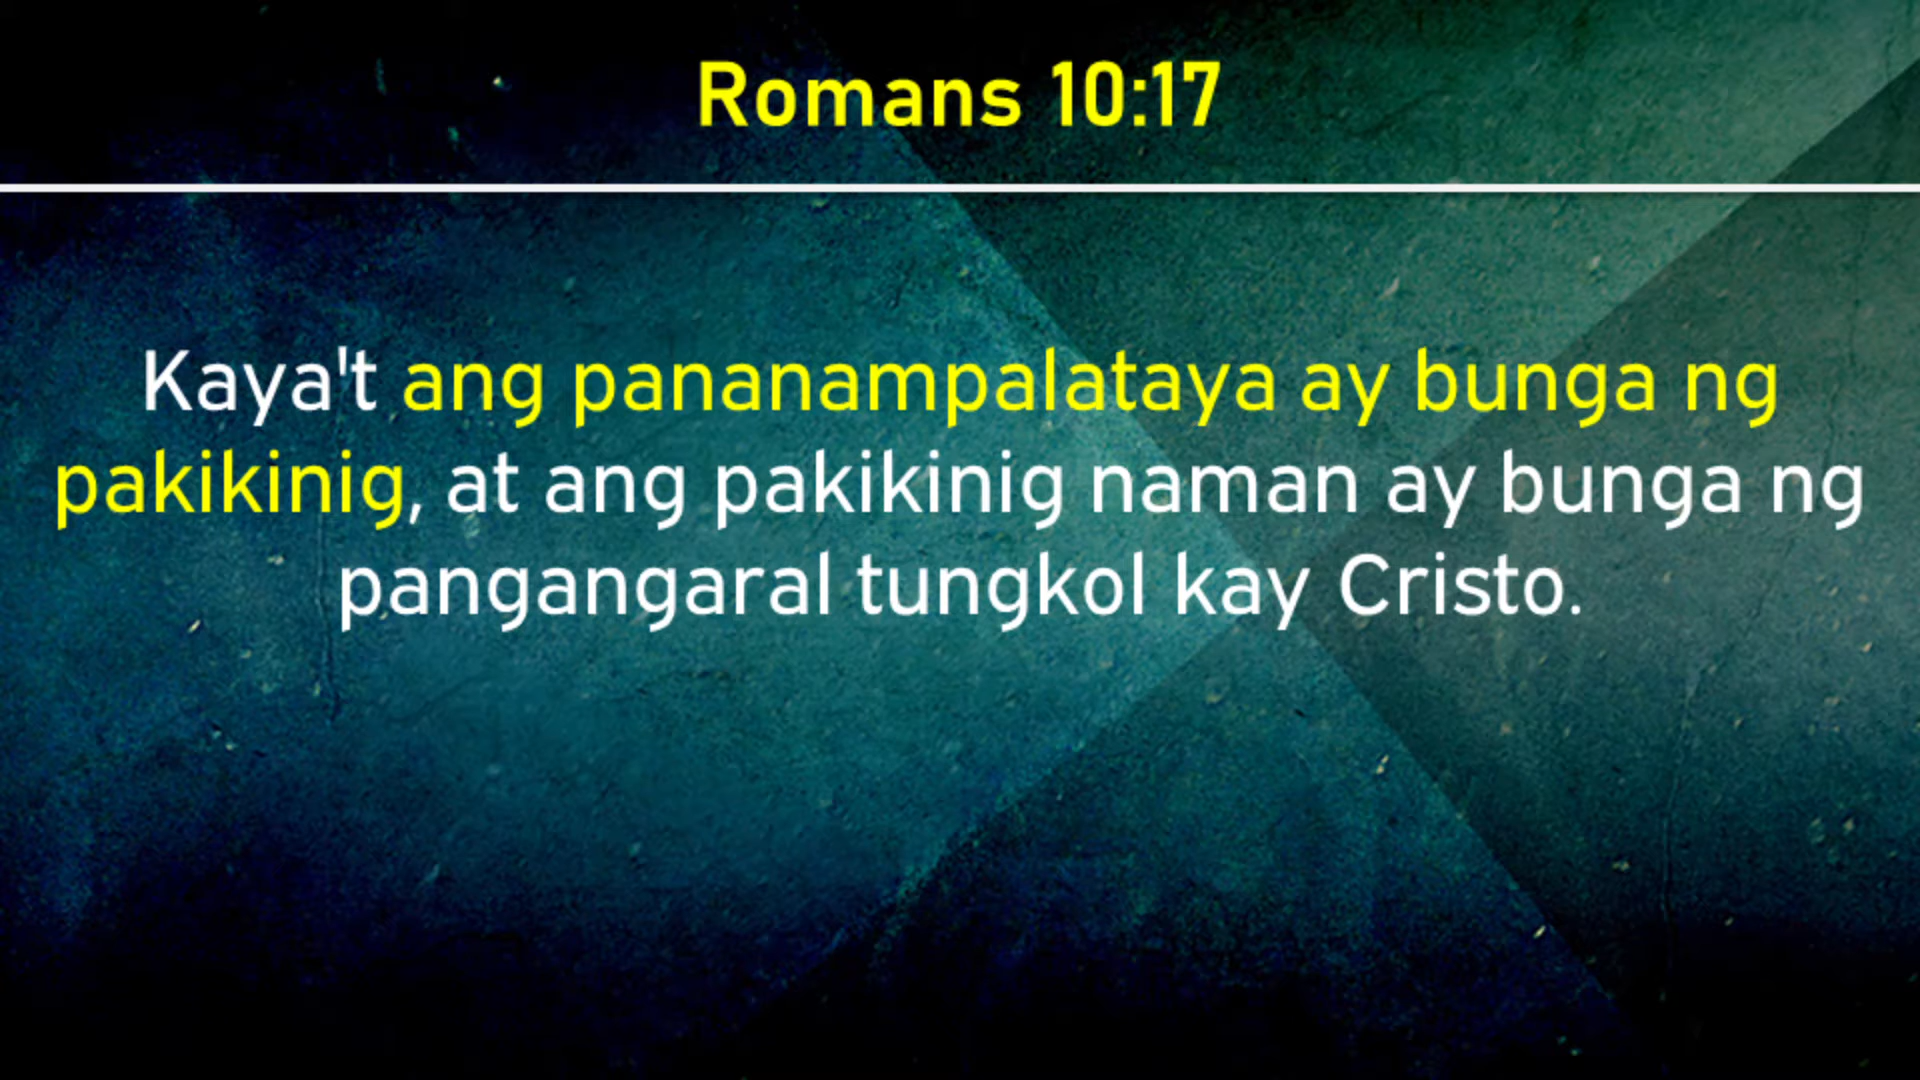 Romans 10:17
Kaya't ang pananampalataya ay bunga ng
pakikinig, at ang pakikinig naman ay bunga ng
pangangaral tungkol kay Cristo.